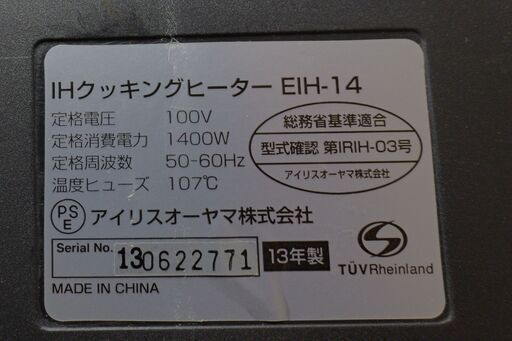 IHクッキングヒーター EIH-14
定格電圧 100V
定格消費電力 1400W
定格周波数 50-60Hz
温度ヒューズ 107℃
総務省基準適合
型式確認 第IRIH-03号
アイリスオーヤマ株式会社
PSE アイリスオーヤマ株式会社
Serial No. 130622771 13年製
MADE IN CHINA
TÜVRheinland